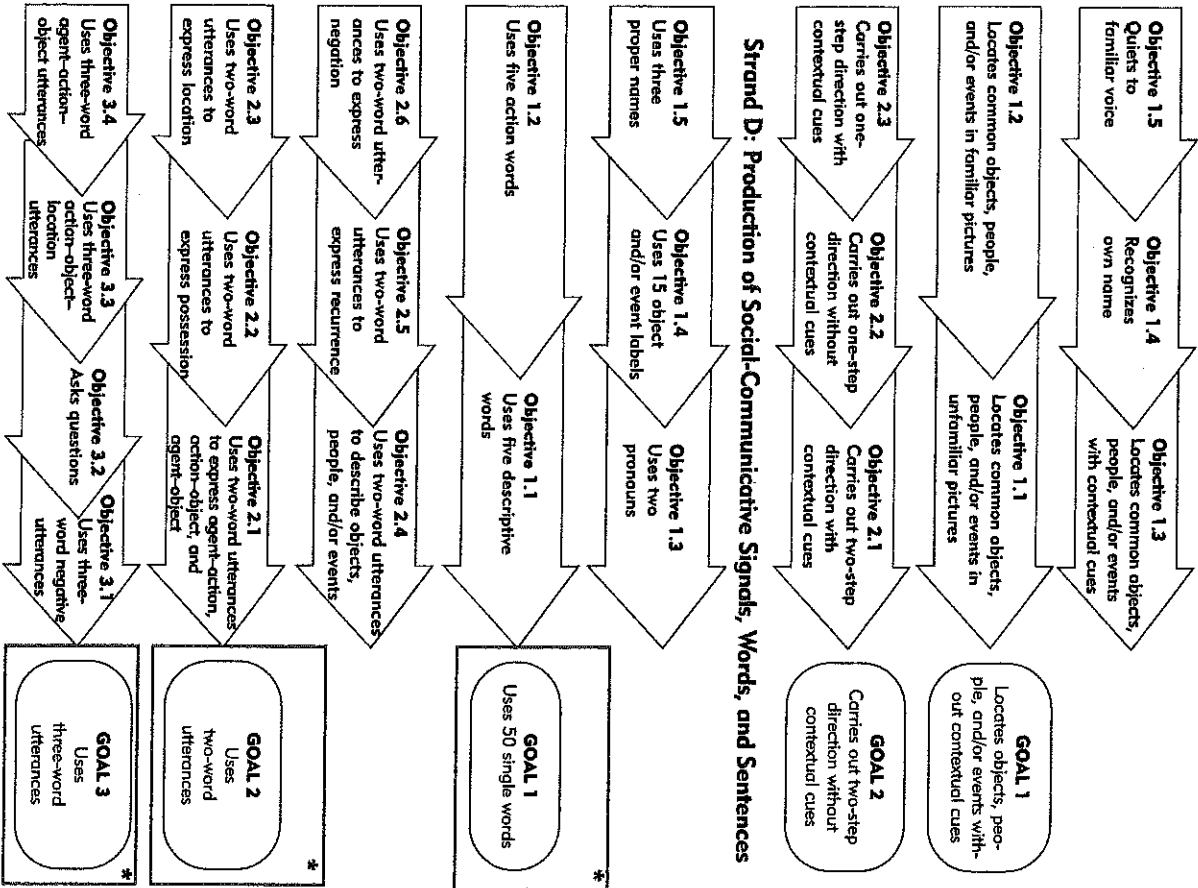 Objective 1.5
Quiets to
familiar voice
Objective 1.4
Recognizes
own name
Objective 1.3
Locates common objects,
people, and/or events
with contextual cues
Objective 1.2
Locates common objects, people,
and/or events in familiar pictures
Objective 1.1
Locates common objects,
people, and/or events in
unfamiliar pictures
GOAL 1
Locates objects, peo-
ple, and/or events with-
out contextual cues
Objective 2.3
Carries out one-
step direction with
contextual cues
Objective 2.2
Carries out one-step
direction without
contextual cues
Objective 2.1
Carries out two-step
direction with
contextual cues
GOAL 2
Carries out two-step
direction without
contextual cues
Strand D: Production of Social-Communicative Signals, Words, and Sentences
Objective 1.5
Uses three
proper names
Objective 1.4
Uses 15 object
and/or event labels
Objective 1.3
Uses two
pronouns
Objective 1.2
Uses five action words
Objective 1.1
Uses five descriptive
words
*
GOAL 1
Uses 50 single words
Objective 2.6
Uses two-word utter-
ances to express
negation
Objective 2.5
Uses two-word
utterances to
express recurrence
Objective 2.4
Uses two-word utterances
to describe objects,
people, and/or events
Objective 2.3
Uses two-word
utterances to
express location
Objective 2.2
Uses two-word
utterances to
express possession
Objective 2.1
Uses two-word utterances
to express agent–action,
action–object, and
agent–object
*
GOAL 2
Uses
two-word
utterances
Objective 3.4
Uses three-word
agent–action–
object utterances
Objective 3.3
Uses three-word
action–object–
location
utterances
Objective 3.2
Asks questions
Objective 3.1
Uses three-
word negative
utterances
*
GOAL 3
Uses
three-word
utterances